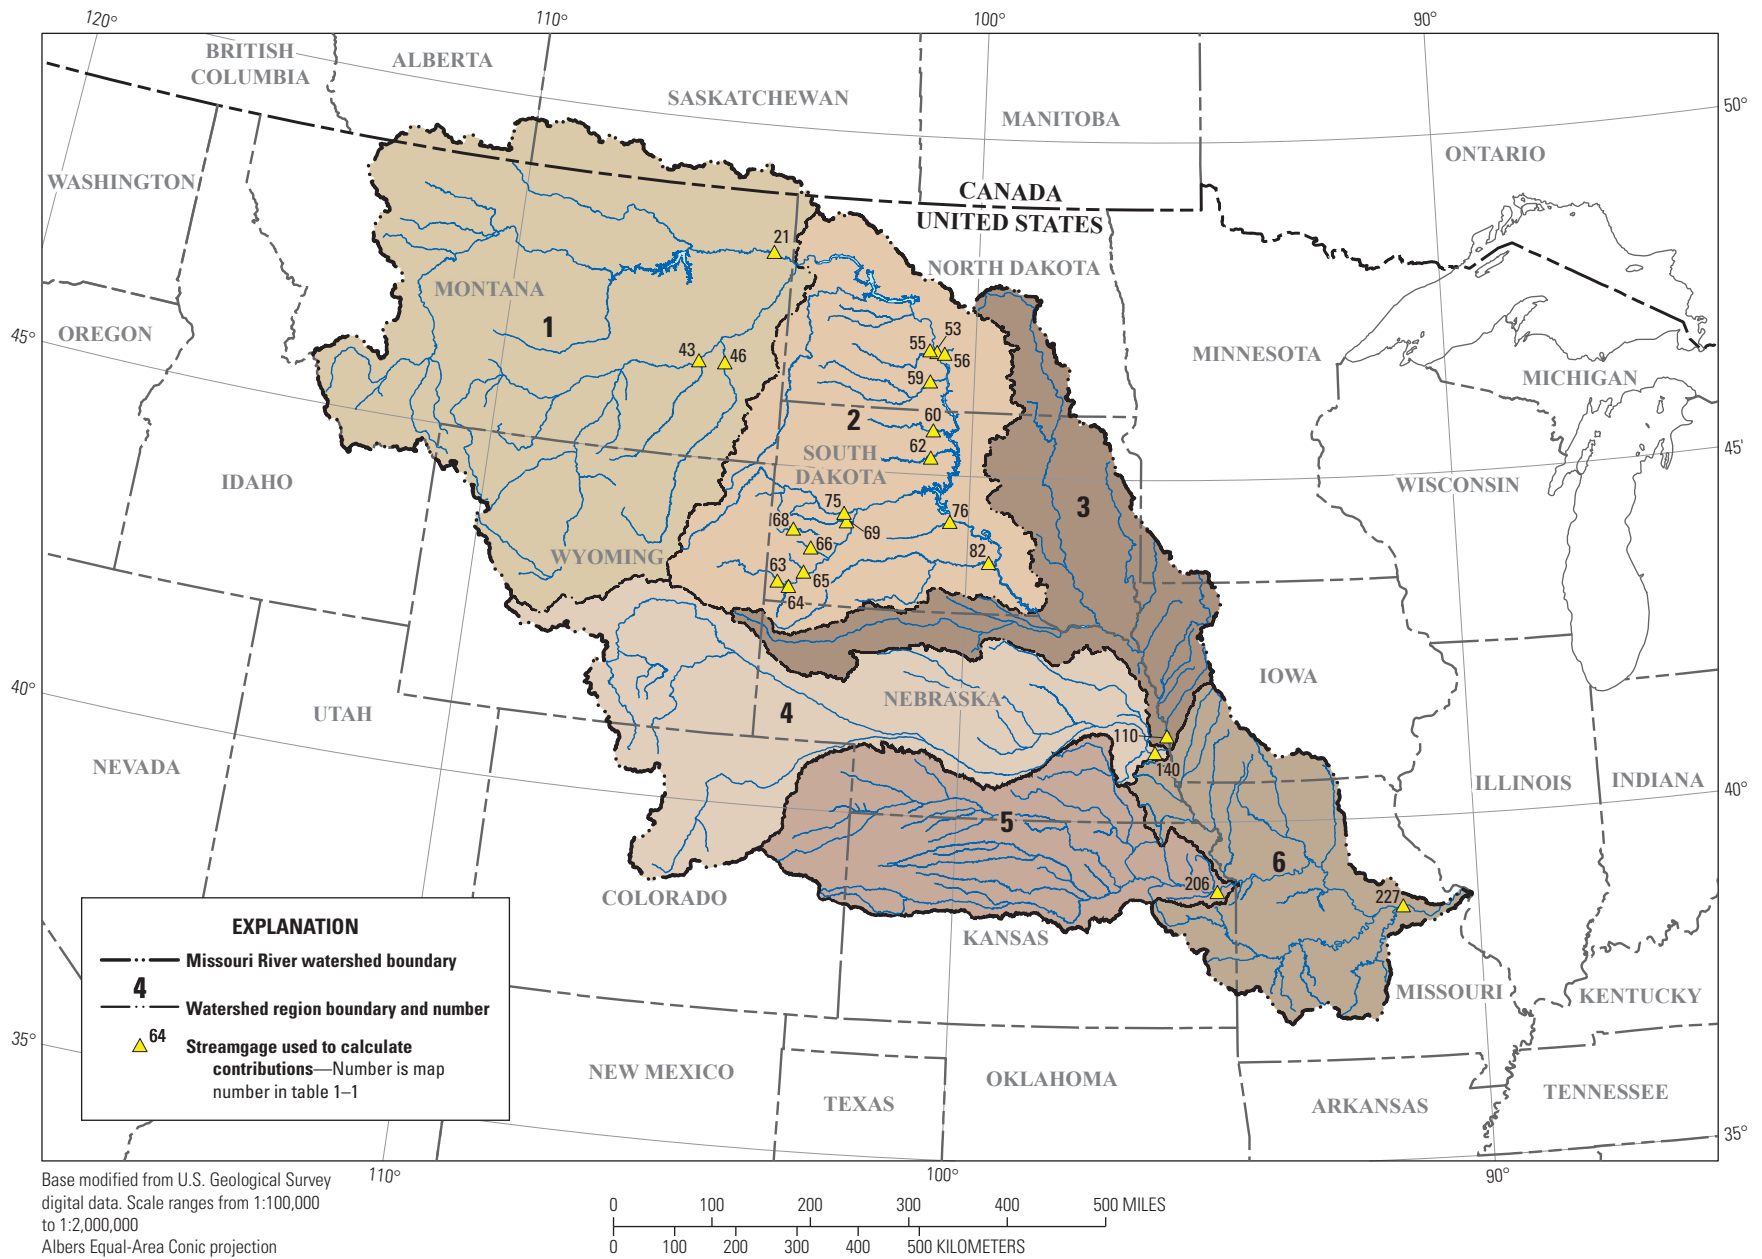 120°
110°
100°
90°
BRITISH
COLUMBIA
ALBERTA
SASKATCHEWAN
MANITOBA
50°
ONTARIO
WASHINGTON
CANADA
UNITED STATES
21
NORTH DAKOTA
MONTANA
1
45°
OREGON
53
55
56
43
46
MINNESOTA
MICHIGAN
59
60
2
62
45'
SOUTH
DAKOTA
IDAHO
WISCONSIN
3
75
76
68
69
66
WYOMING
82
63
65
64
40°
IOWA
NEBRASKA
UTAH
4
110
NEVADA
140
ILLINOIS
INDIANA
40°
5
6
206
227
COLORADO
KANSAS
MISSOURI
KENTUCKY
EXPLANATION
Missouri River watershed boundary
4
Watershed region boundary and number
64
Streamgage used to calculate
contributions—Number is map
number in table 1–1
35°
NEW MEXICO
OKLAHOMA
TEXAS
ARKANSAS
TENNESSEE
35°
110°
100°
90°
Base modified from U.S. Geological Survey
digital data. Scale ranges from 1:100,000
to 1:2,000,000
Albers Equal-Area Conic projection
0 100 200 300 400 500 MILES
0 100 200 300 400 500 KILOMETERS